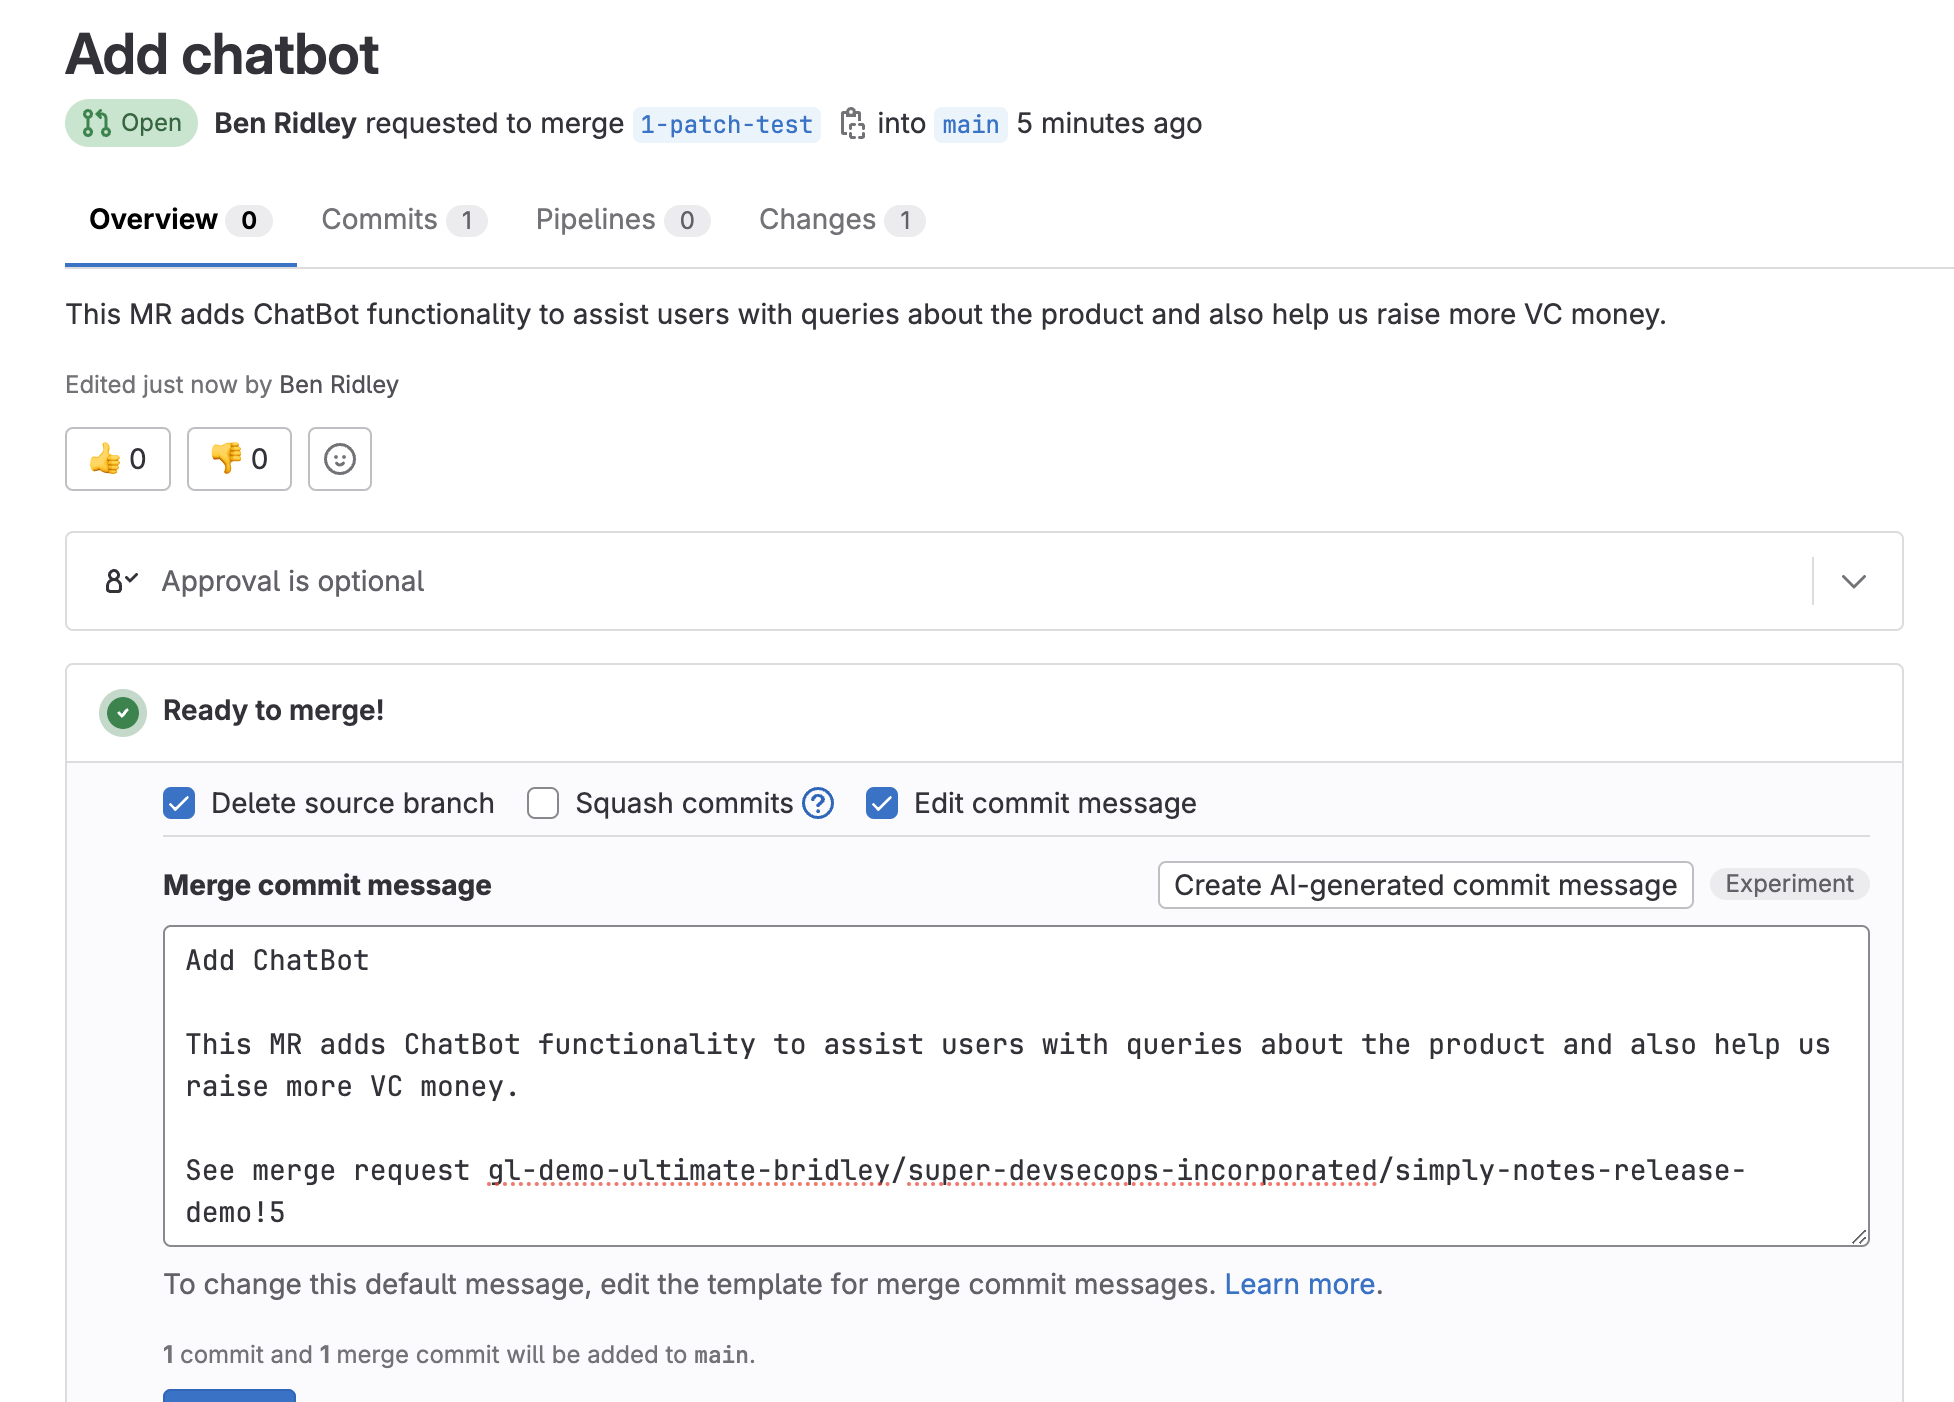 Add chatbot
Open Ben Ridley requested to merge 1-patch-test into main 5 minutes ago
Overview 0 Commits 1 Pipelines 0 Changes 1
This MR adds ChatBot functionality to assist users with queries about the product and also help us raise more VC money.
Edited just now by Ben Ridley
👍 0 👎 0
Approval is optional
Ready to merge!
Delete source branch Squash commits ? Edit commit message
Merge commit message Create AI-generated commit message Experiment
Add ChatBot
This MR adds ChatBot functionality to assist users with queries about the product and also help us
raise more VC money.
See merge request gl-demo-ultimate-bridley/super-devsecops-incorporated/simply-notes-release-
demo!5
To change this default message, edit the template for merge commit messages. Learn more.
1 commit and 1 merge commit will be added to main.